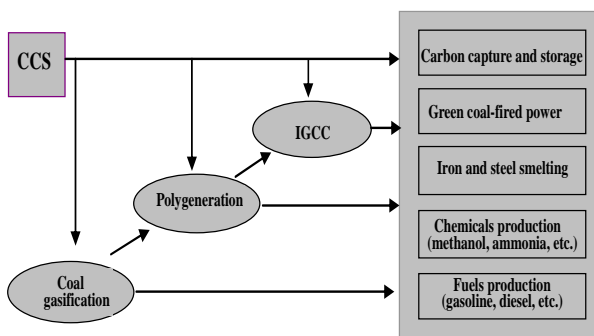 CCS
Carbon capture and storage
Green coal-fired power
IGCC
Iron and steel smelting
Polygeneration
Chemicals production
(methanol, ammonia, etc.)
Coal
gasification
Fuels production
(gasoline, diesel, etc.)